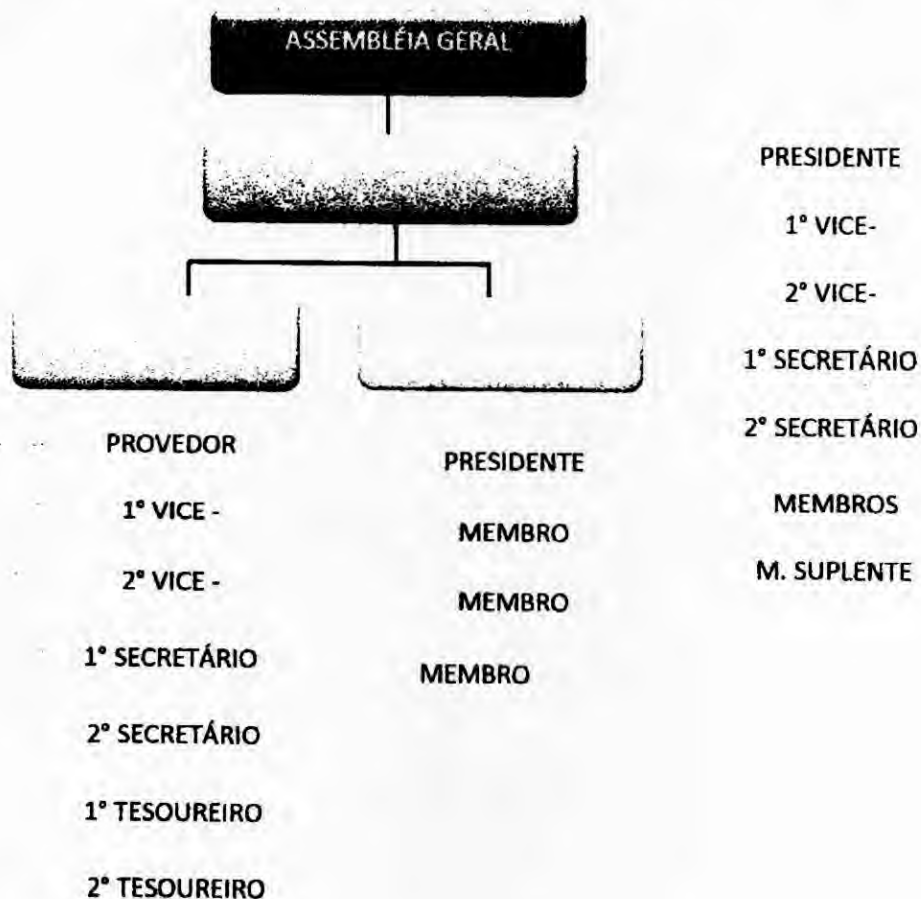 ASSEMBLÉIA GERAL
PRESIDENTE
1° VICE-
2° VICE-
1° SECRETÁRIO
2° SECRETÁRIO
MEMBROS
M. SUPLENTE
PROVEDOR
1° VICE -
2° VICE -
1° SECRETÁRIO
2° SECRETÁRIO
1° TESOUREIRO
2° TESOUREIRO
PRESIDENTE
MEMBRO
MEMBRO
MEMBRO